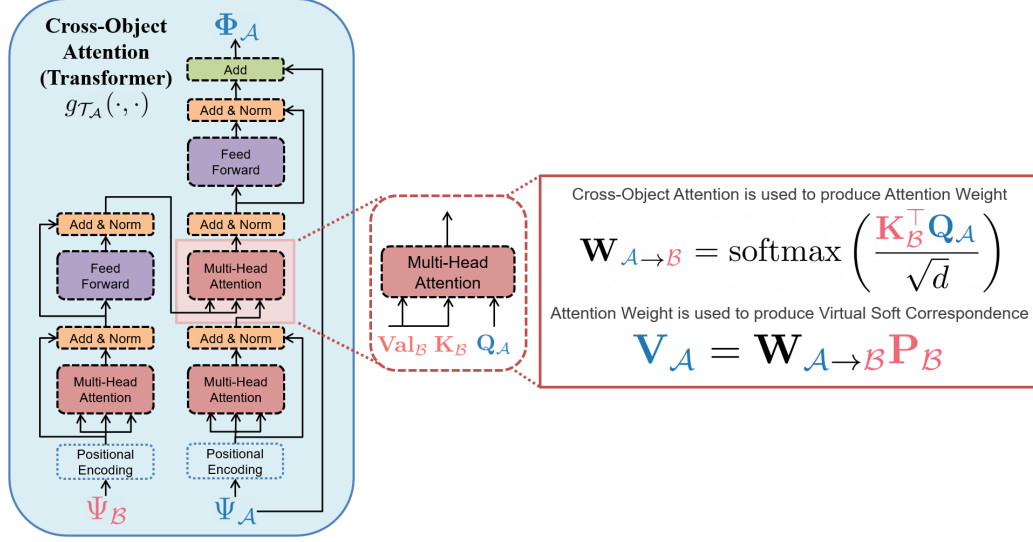 Cross-Object
Attention
(Transformer)
g_{𝒯_𝒜}(·,·)
Φ_𝒜
Add
Add & Norm
Feed
Forward
Add & Norm
Add & Norm
Feed
Forward
Multi-Head
Attention
Add & Norm
Add & Norm
Multi-Head
Attention
Multi-Head
Attention
Positional
Encoding
Positional
Encoding
Ψ_ℬ
Ψ_𝒜
Multi-Head
Attention
Val_ℬ K_ℬ Q_𝒜
Cross-Object Attention is used to produce Attention Weight
W_{𝒜→ℬ} = softmax(K_ℬ^⊤ Q_𝒜 / √d)
Attention Weight is used to produce Virtual Soft Correspondence
V_𝒜 = W_{𝒜→ℬ} P_ℬ